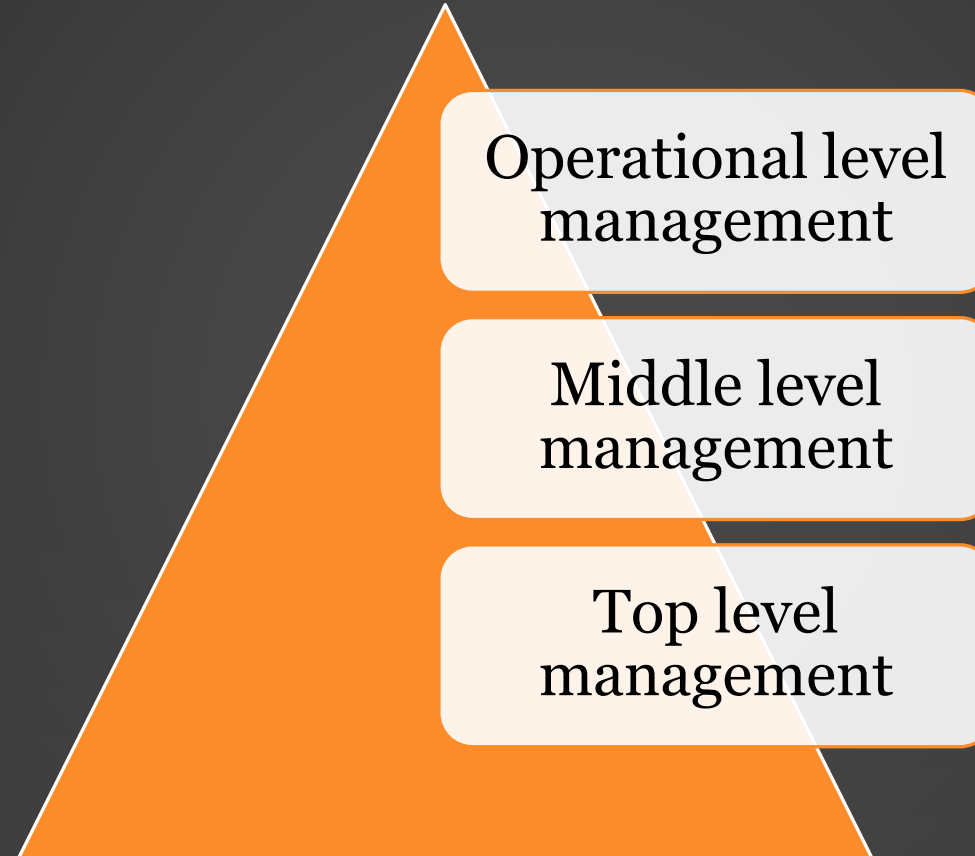 Operational level
management
Middle level
management
Top level
management